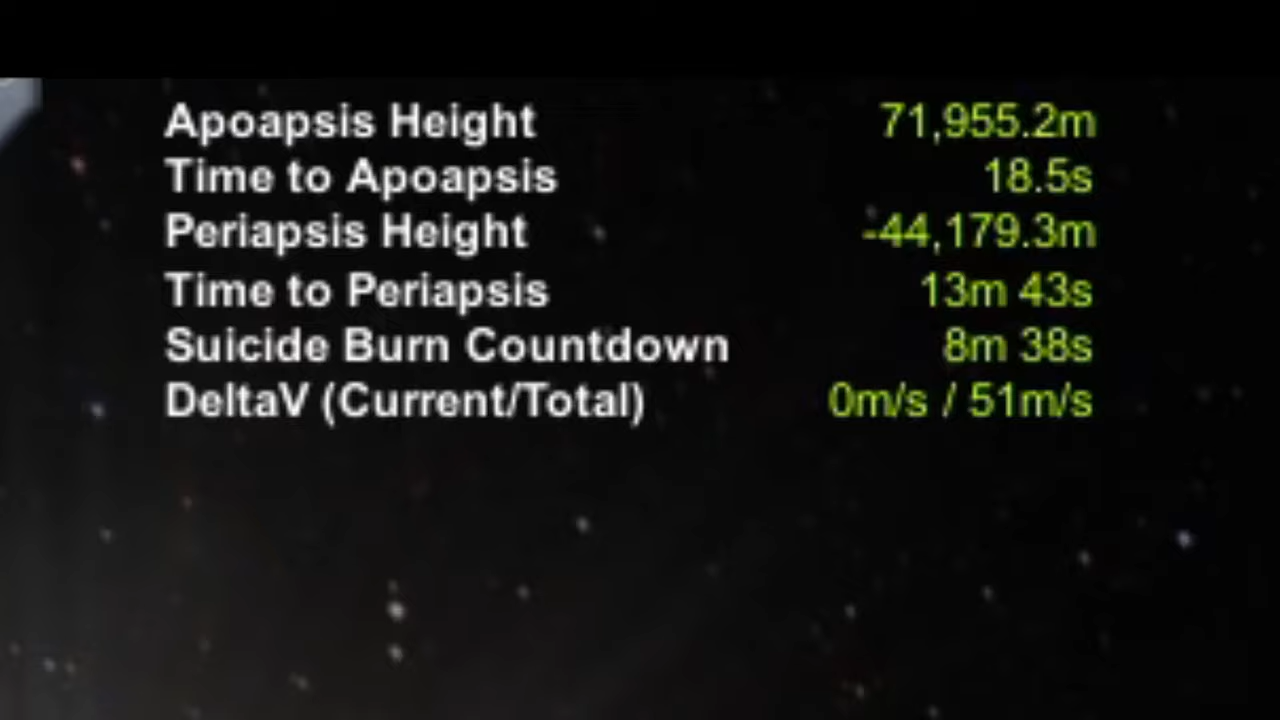 Apoapsis Height 71,955.2m
Time to Apoapsis 18.5s
Periapsis Height -44,179.3m
Time to Periapsis 13m 43s
Suicide Burn Countdown 8m 38s
DeltaV (Current/Total) 0m/s / 51m/s